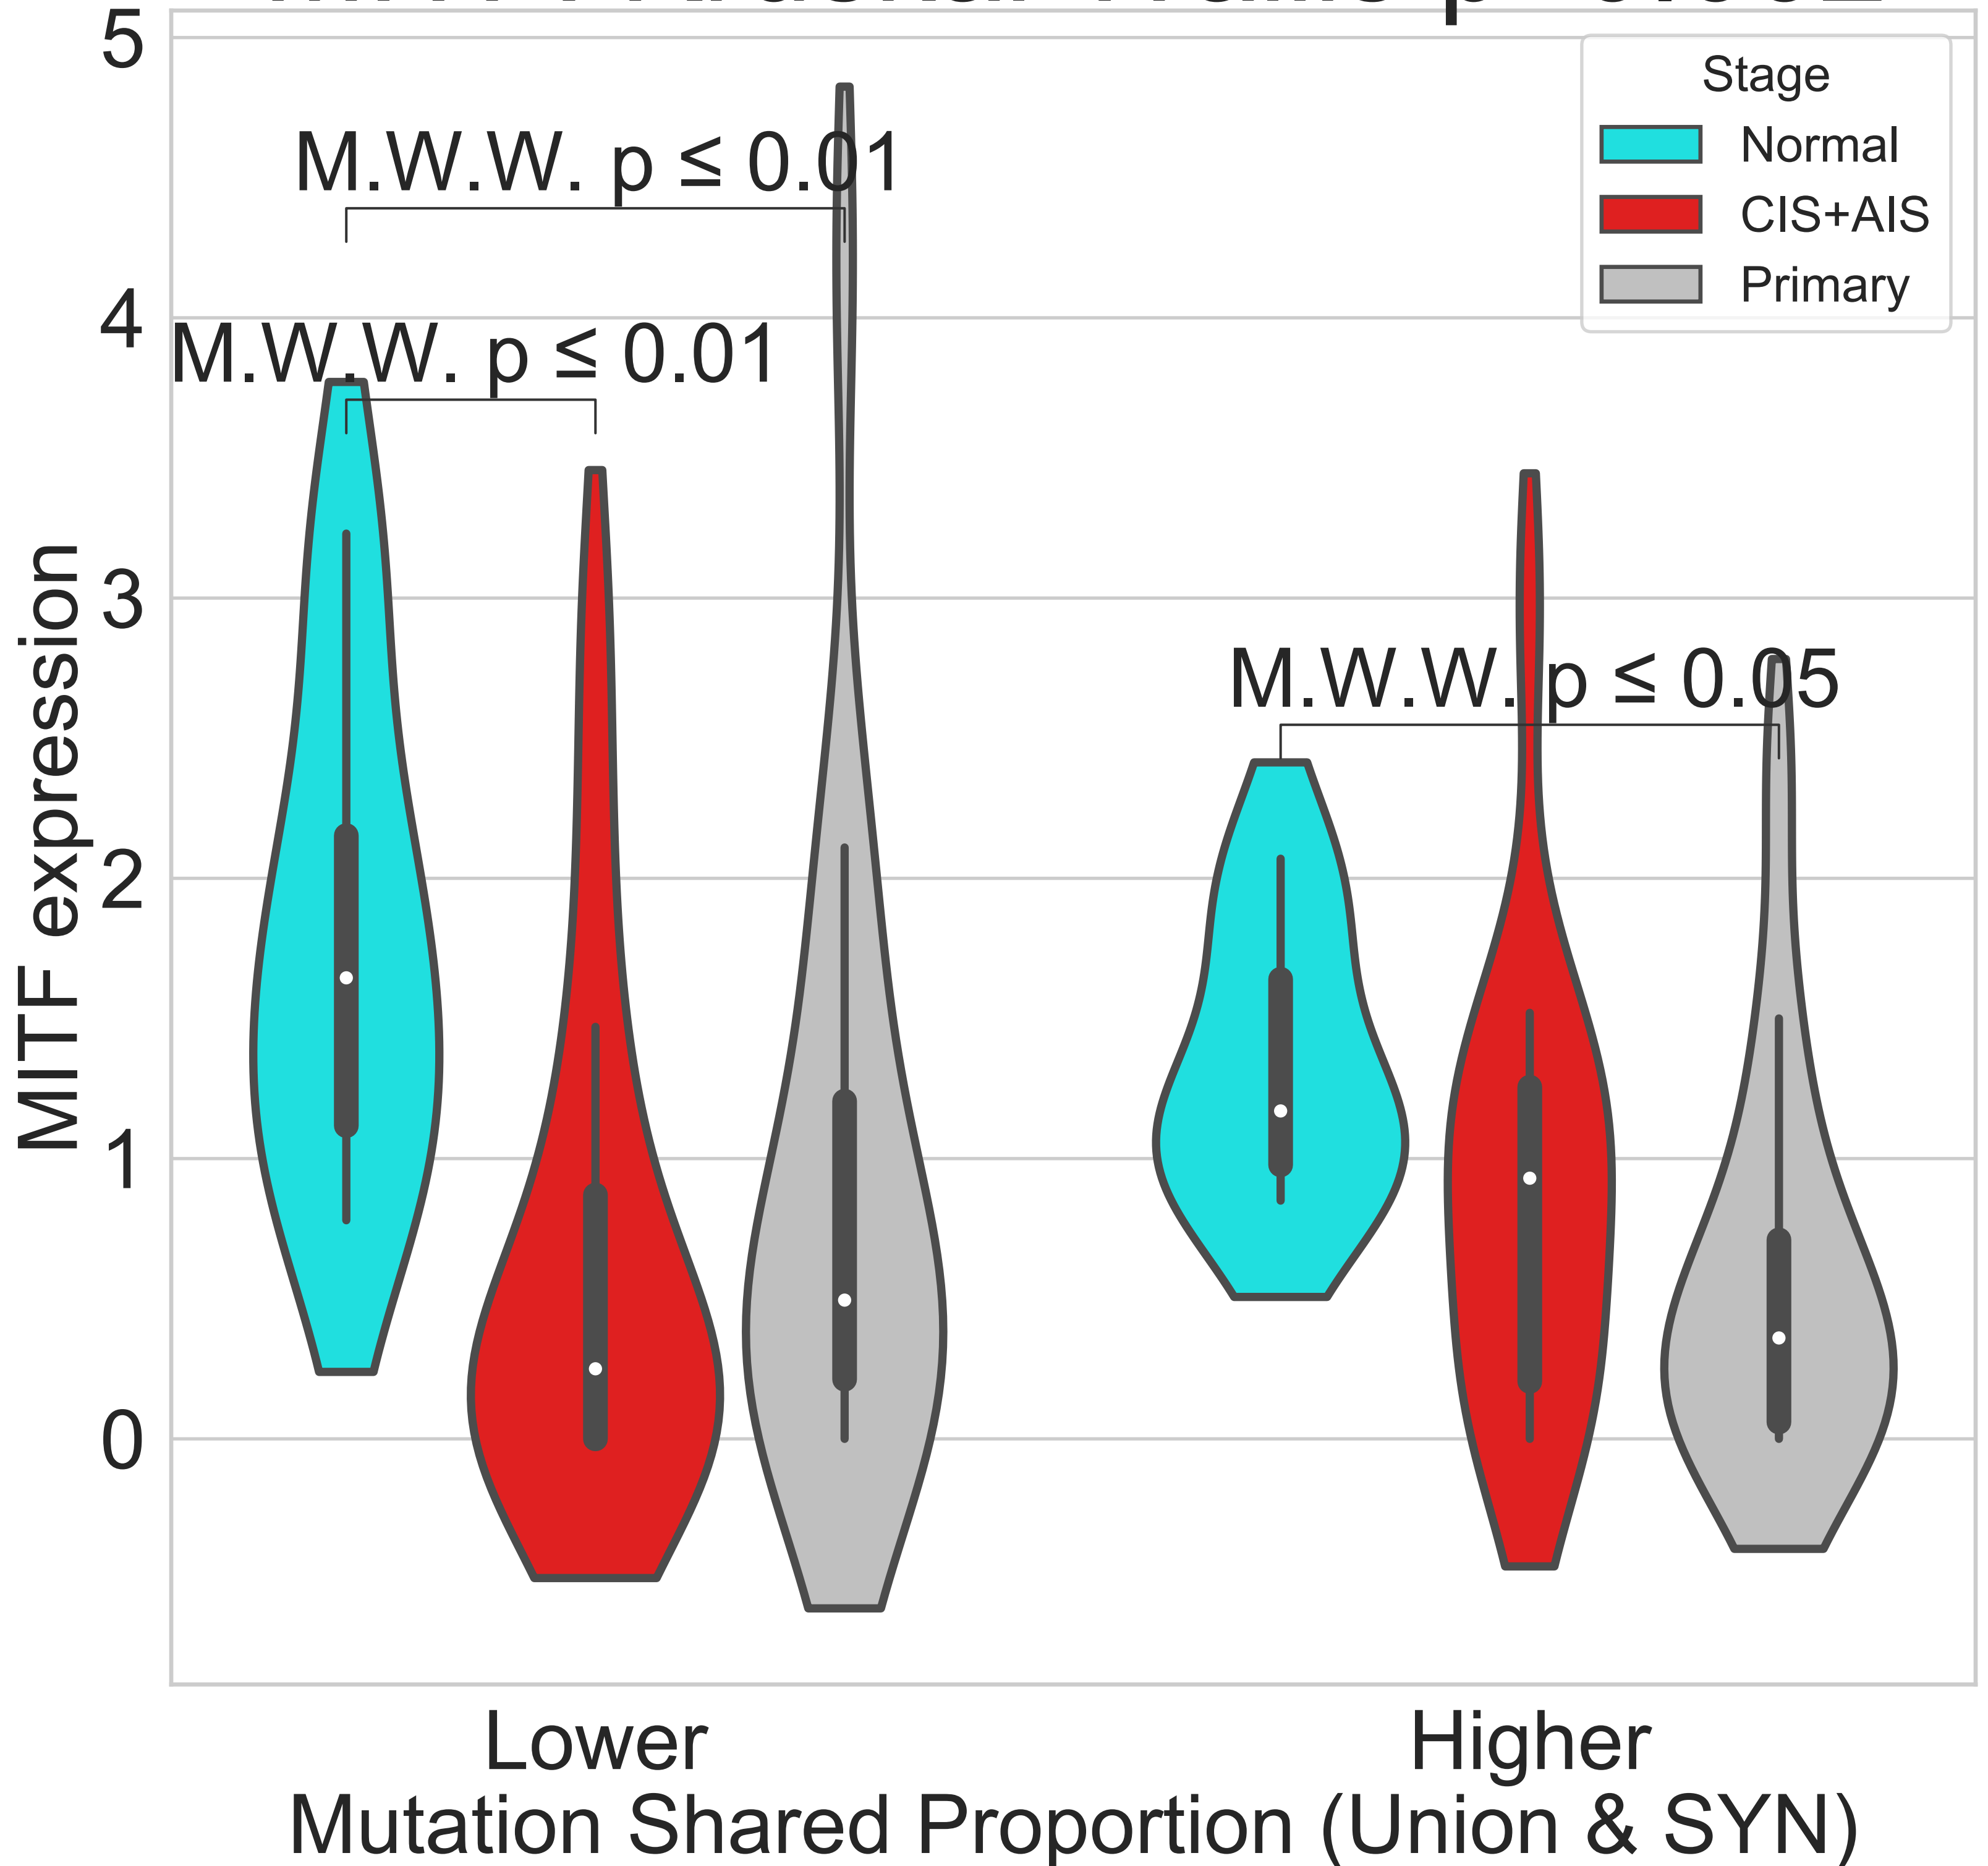 Stage
Normal
CIS+AIS
Primary
M.W.W. p ≤ 0.01
M.W.W. p ≤ 0.01
M.W.W. p ≤ 0.05
MITF expression
5
4
3
2
1
0
Lower
Higher
Mutation Shared Proportion (Union & SYN)